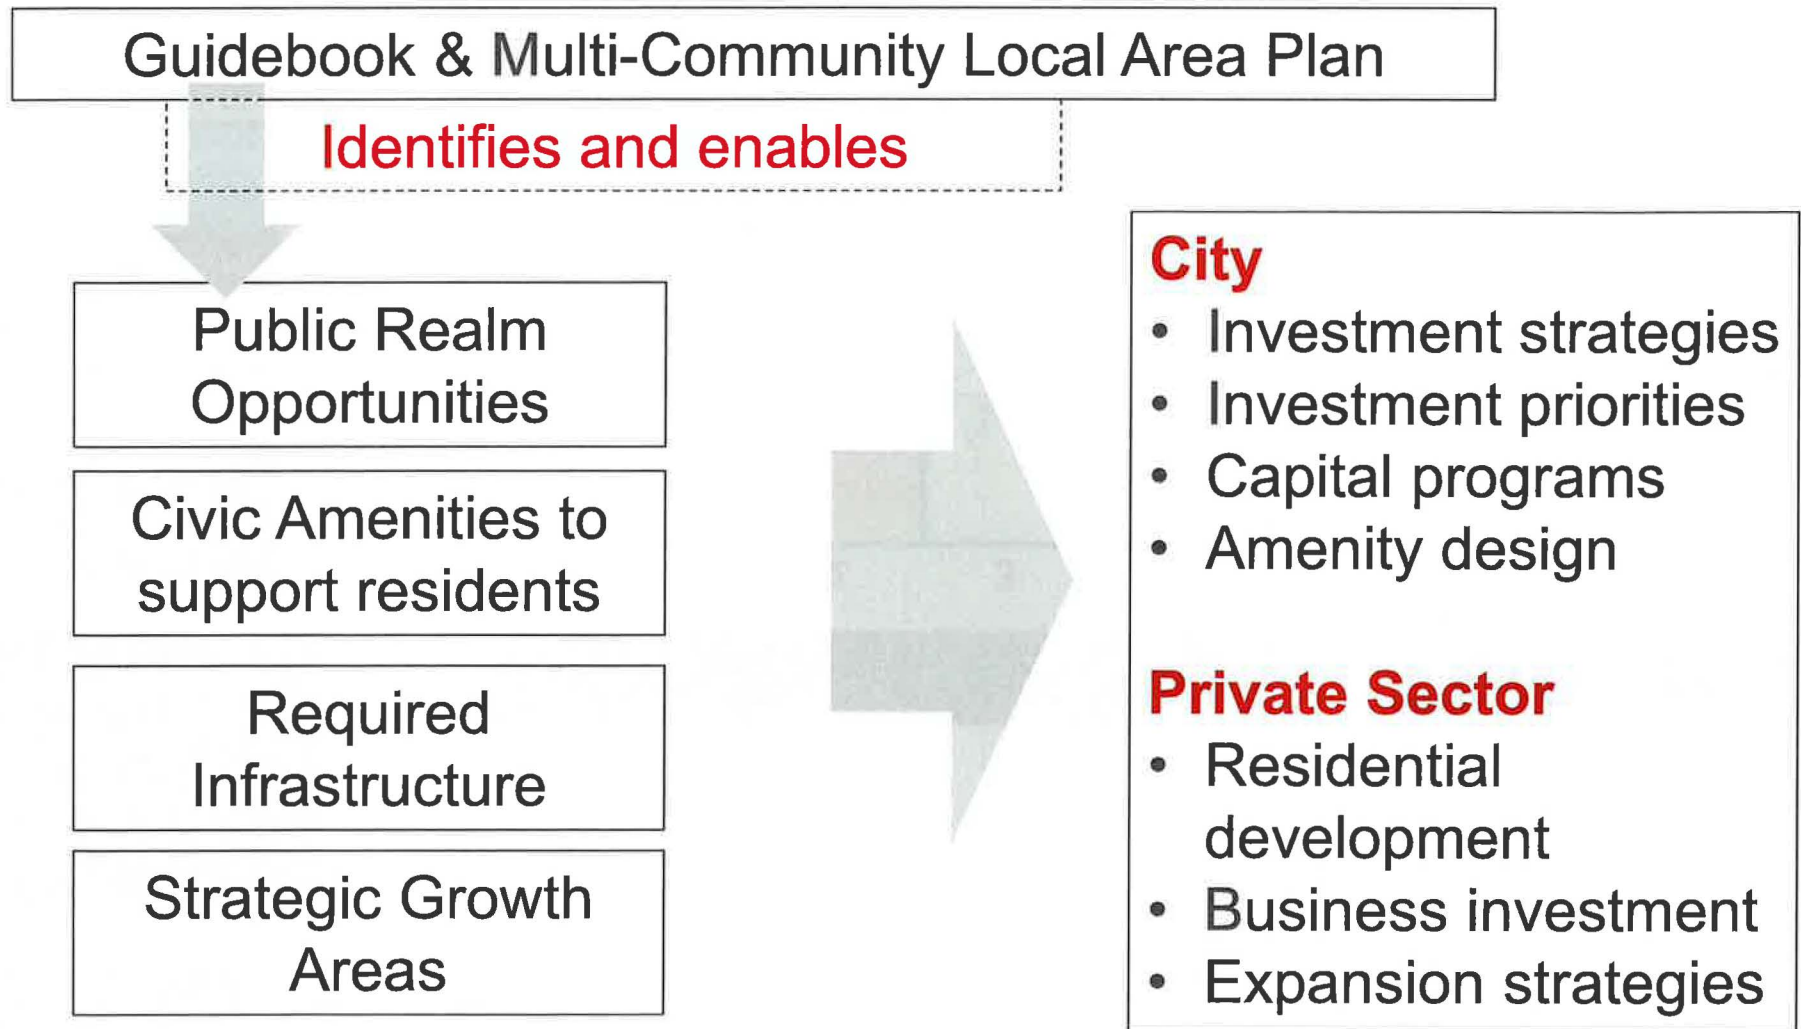 Guidebook & Multi-Community Local Area Plan
Identifies and enables
Public Realm
Opportunities
Civic Amenities to
support residents
Required
Infrastructure
Strategic Growth
Areas
City
• Investment strategies
• Investment priorities
• Capital programs
• Amenity design
Private Sector
• Residential
development
• Business investment
• Expansion strategies